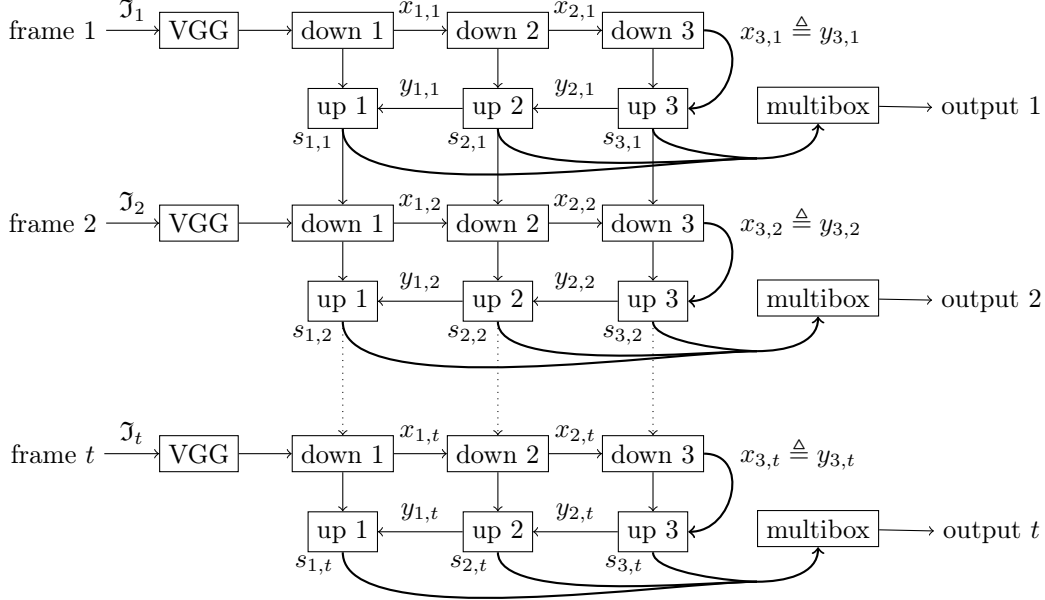 ℑ₁ x₁,₁ x₂,₁
frame 1 VGG down 1 down 2 down 3 x₃,₁ ≜ y₃,₁
y₁,₁ y₂,₁
up 1 up 2 up 3 multibox output 1
s₁,₁ s₂,₁ s₃,₁
ℑ₂ x₁,₂ x₂,₂
frame 2 VGG down 1 down 2 down 3 x₃,₂ ≜ y₃,₂
y₁,₂ y₂,₂
up 1 up 2 up 3 multibox output 2
s₁,₂ s₂,₂ s₃,₂
ℑₜ x₁,ₜ x₂,ₜ
frame t VGG down 1 down 2 down 3 x₃,ₜ ≜ y₃,ₜ
y₁,ₜ y₂,ₜ
up 1 up 2 up 3 multibox output t
s₁,ₜ s₂,ₜ s₃,ₜ